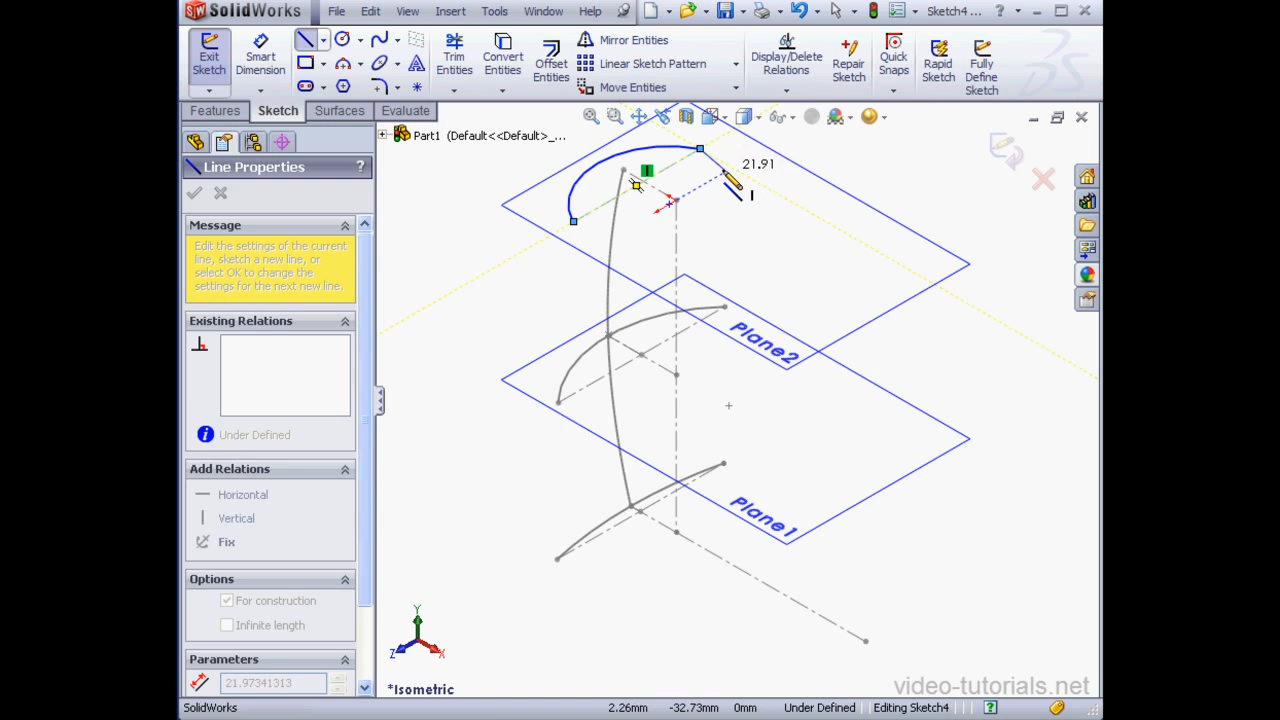 SolidWorks File Edit View Insert Tools Window Help Sketch4 ...
Exit Sketch
Smart Dimension
Trim Entities
Convert Entities
Offset Entities
Mirror Entities
Linear Sketch Pattern
Move Entities
Display/Delete Relations
Repair Sketch
Quick Snaps
Rapid Sketch
Fully Define Sketch
Features Sketch Surfaces Evaluate
Part1 (Default<<Default>_...
Line Properties ?
Message
Edit the settings of the current
line, sketch a new line, or
select OK to change the
settings for the next new line.
Existing Relations
Under Defined
Add Relations
Horizontal
Vertical
Fix
Options
For construction
Infinite length
Parameters
21.97341313
21.91
Plane2
Plane1
Y
Z
X
*Isometric
video-tutorials.net
SolidWorks 2.26mm -32.73mm 0mm Under Defined Editing Sketch4